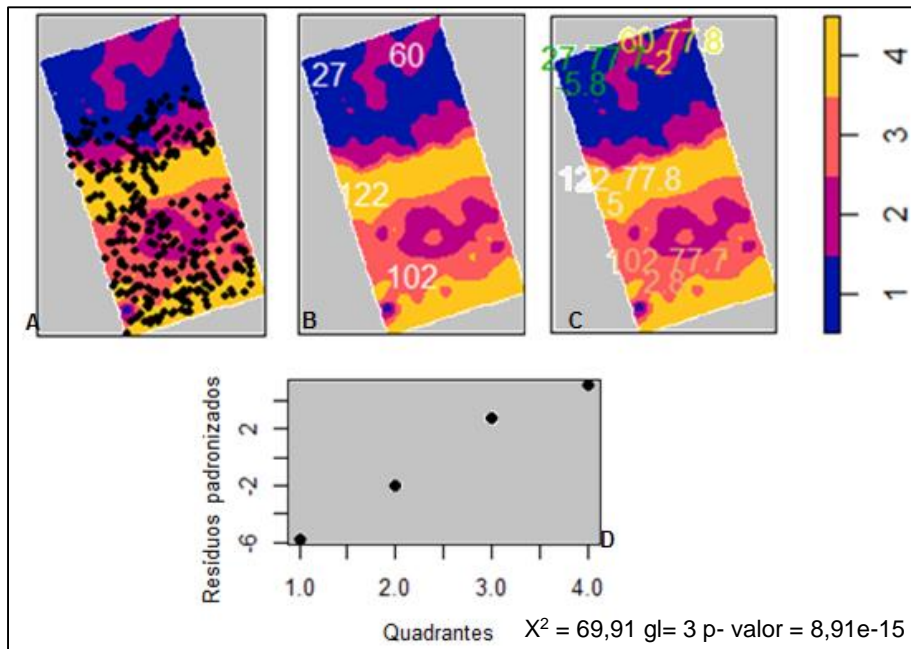 A
27
60
122
102
B
60 77.8
-2
27 77.7
-5.8
122 77.8
5
102 77.7
2.8
C
4
3
2
1
Resíduos padronizados
2
-2
-6
D
1.0 2.0 3.0 4.0
Quadrantes
X² = 69,91 gl= 3 p- valor = 8,91e-15